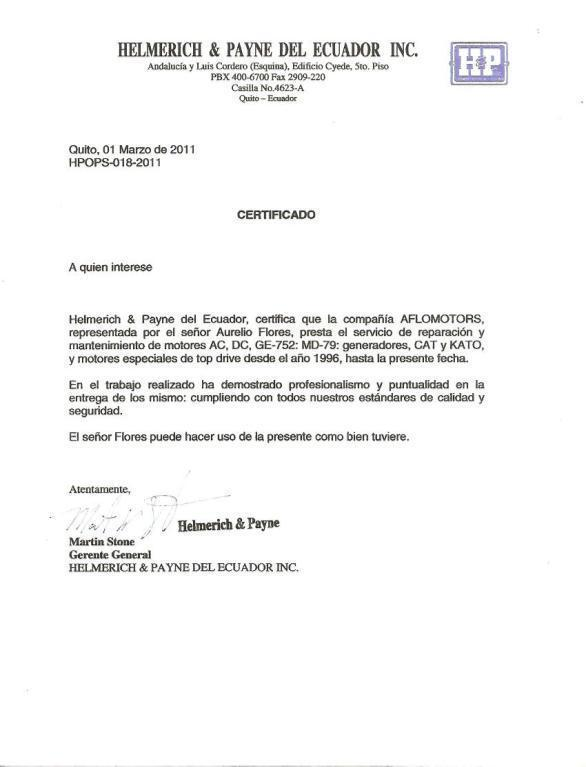 HELMERICH & PAYNE DEL ECUADOR INC.
Andalucía y Luis Cordero (Esquina), Edificio Cyede, 5to. Piso
PBX 400-6700 Fax 2909-220
Casilla No.4623-A
Quito – Ecuador
H&P
Quito, 01 Marzo de 2011
HPOPS-018-2011
CERTIFICADO
A quien interese
Helmerich & Payne del Ecuador, certifica que la compañía AFLOMOTORS,
representada por el señor Aurelio Flores, presta el servicio de reparación y
mantenimiento de motores AC, DC, GE-752: MD-79: generadores, CAT y KATO,
y motores especiales de top drive desde el año 1996, hasta la presente fecha.
En el trabajo realizado ha demostrado profesionalismo y puntualidad en la
entrega de los mismo: cumpliendo con todos nuestros estándares de calidad y
seguridad.
El señor Flores puede hacer uso de la presente como bien tuviere.
Atentamente,
Helmerich & Payne
Martin Stone
Gerente General
HELMERICH & PAYNE DEL ECUADOR INC.